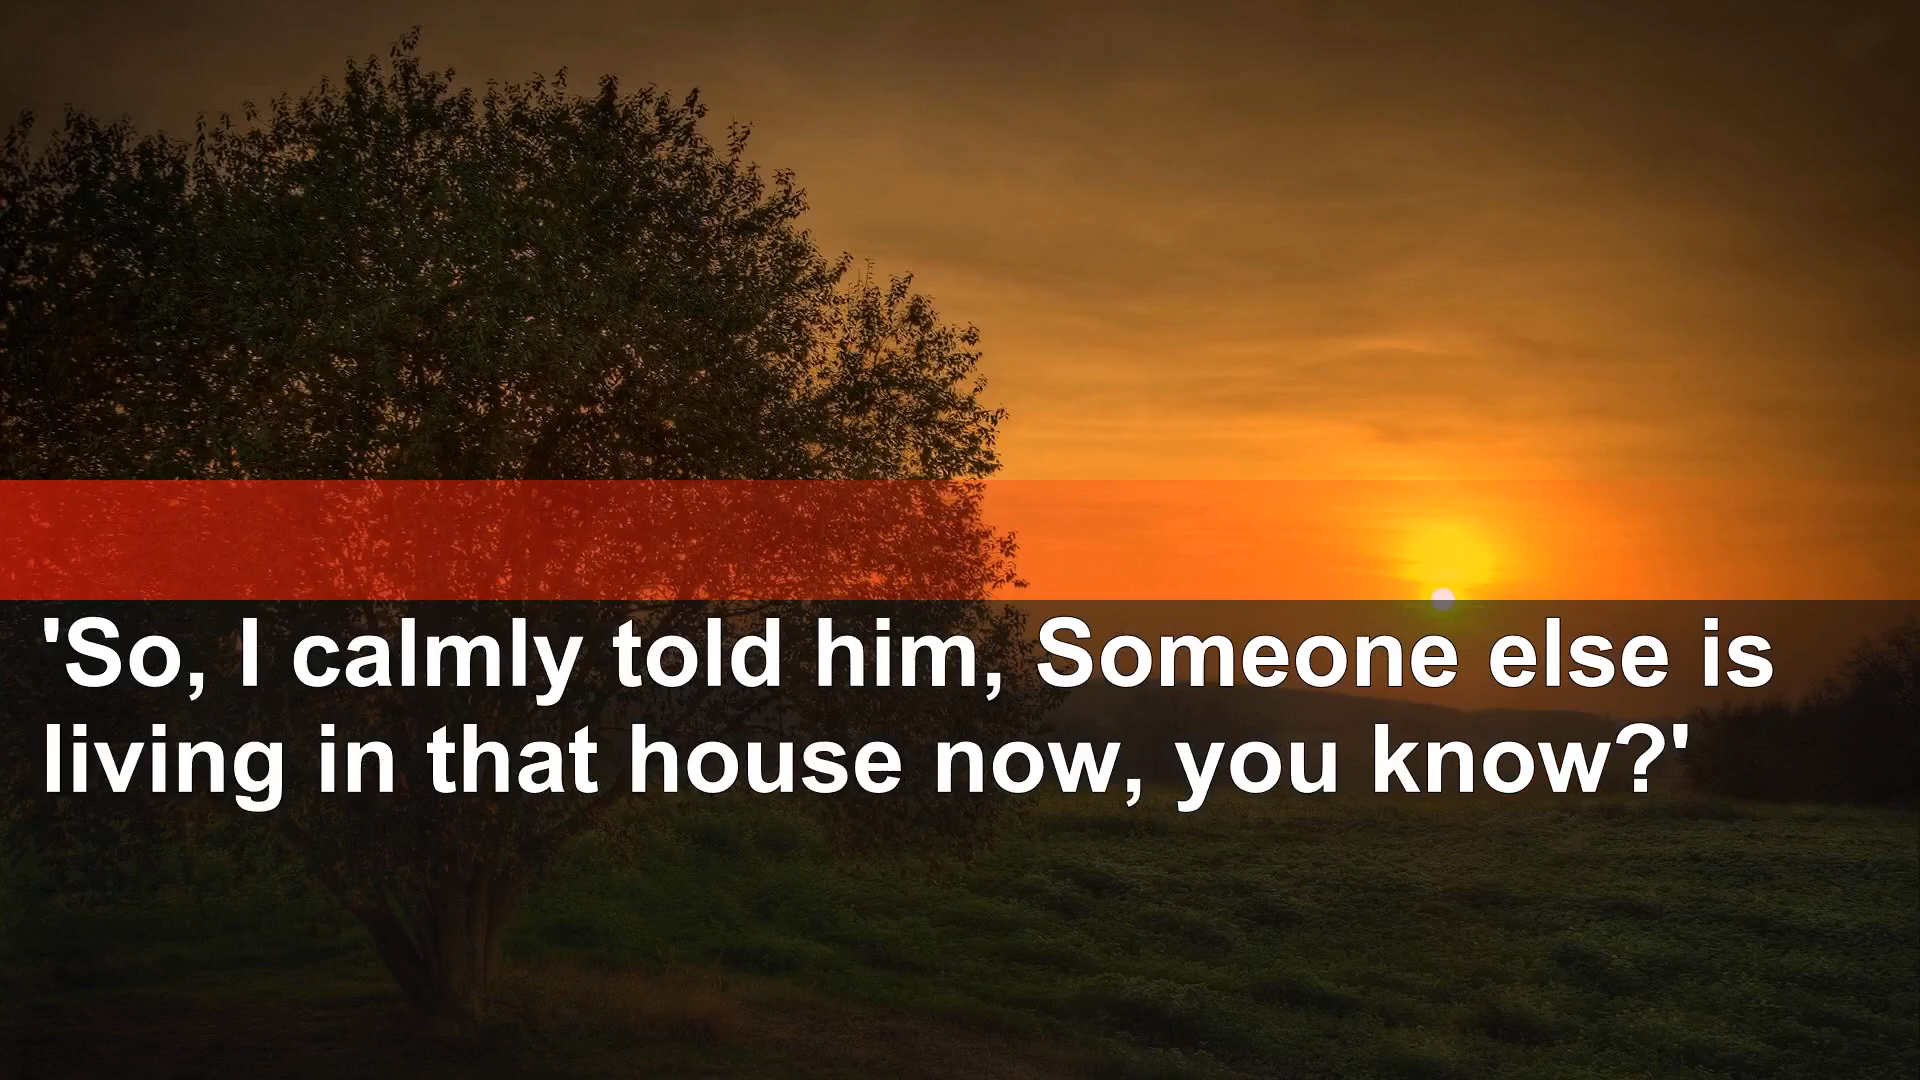 'So, I calmly told him, Someone else is
living in that house now, you know?'